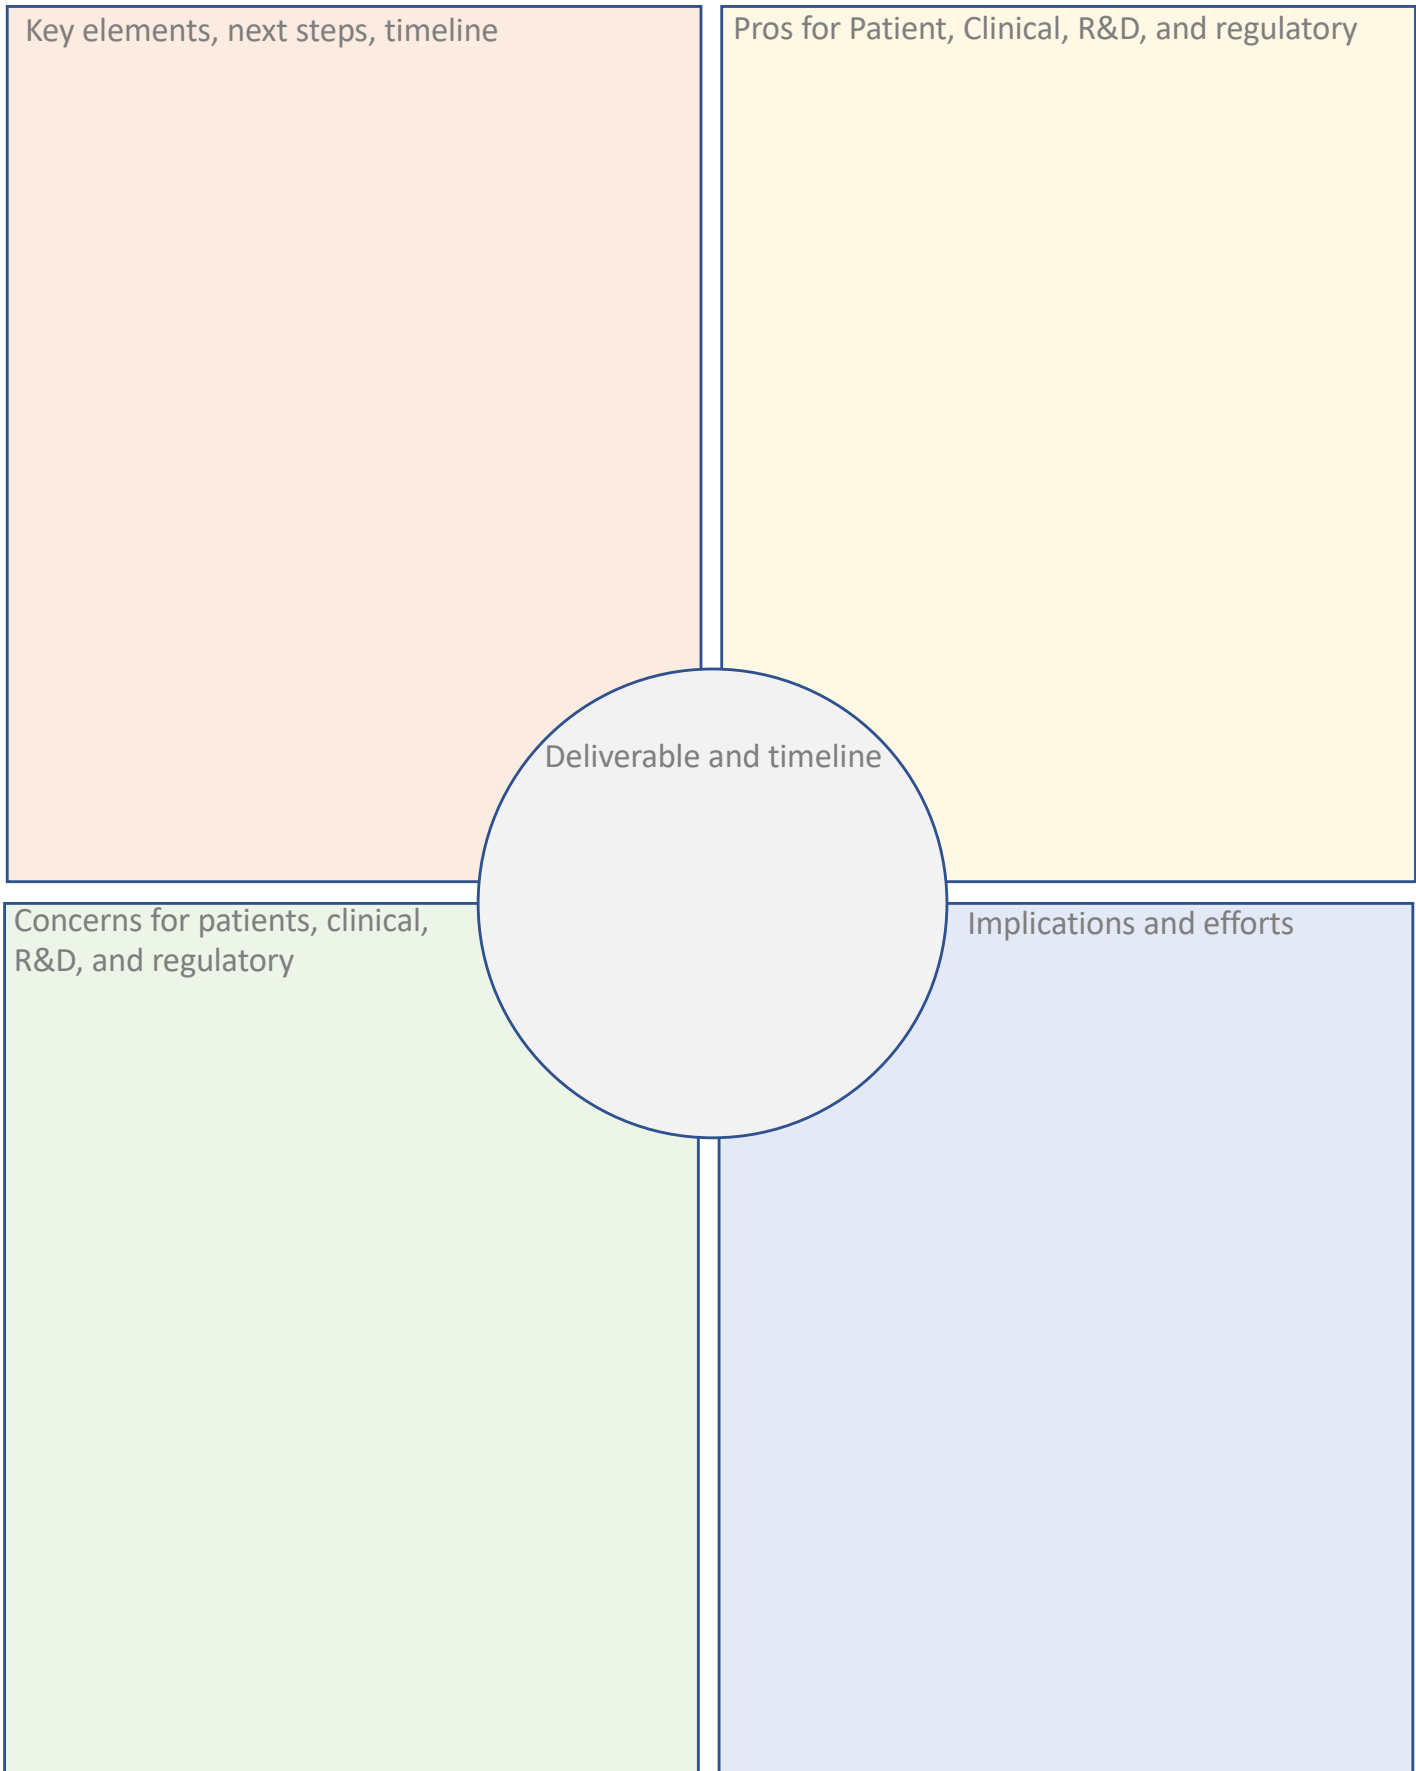 Key elements, next steps, timeline
Pros for Patient, Clinical, R&D, and regulatory
Deliverable and timeline
Concerns for patients, clinical,
R&D, and regulatory
Implications and efforts